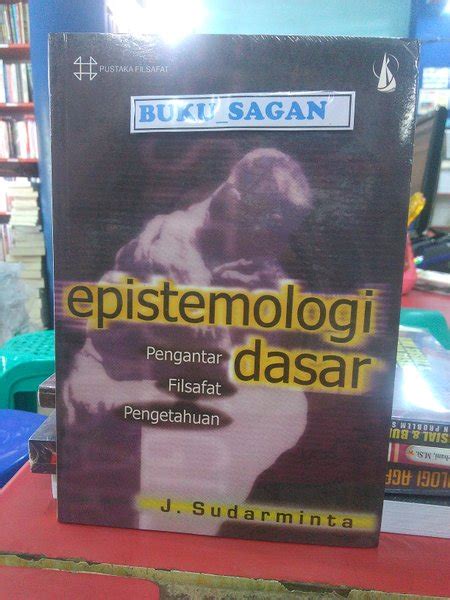 PUSTAKA FILSAFAT
BUKU_SAGAN
epistemologi
dasar
Pengantar
Filsafat
Pengetahuan
J. Sudarminta